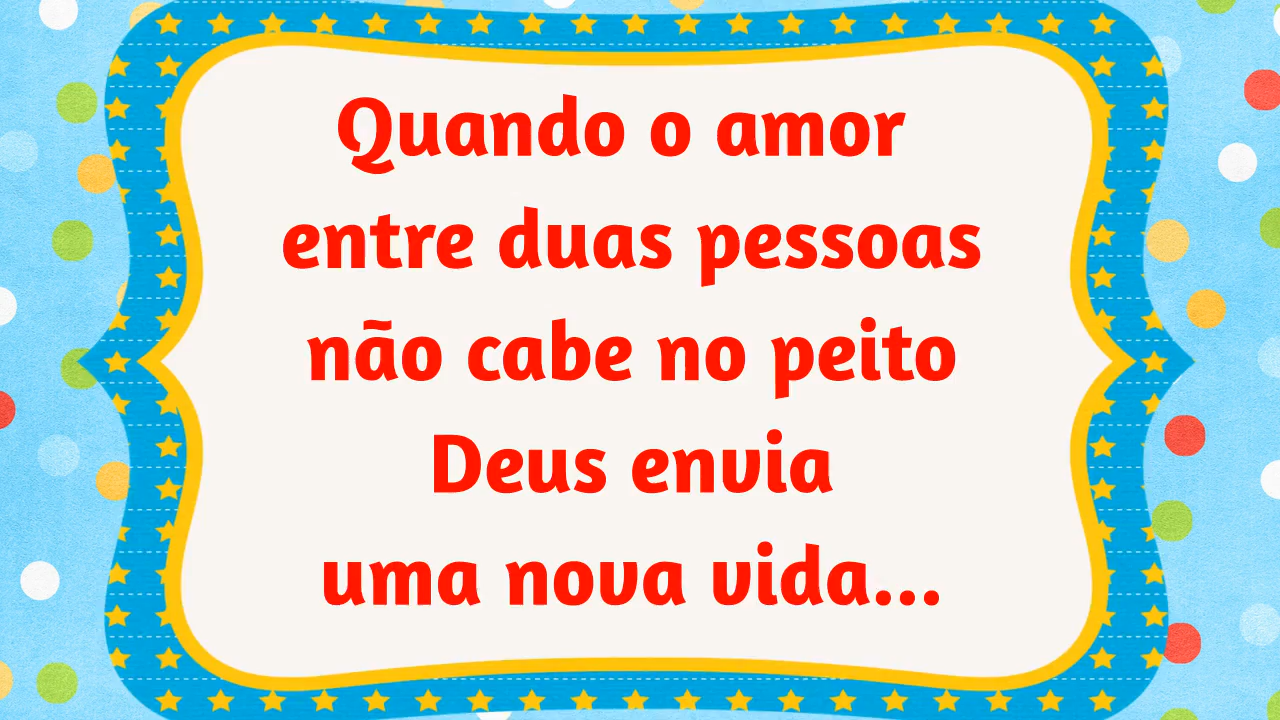 Quando o amor
entre duas pessoas
não cabe no peito
Deus envia
uma nova vida...